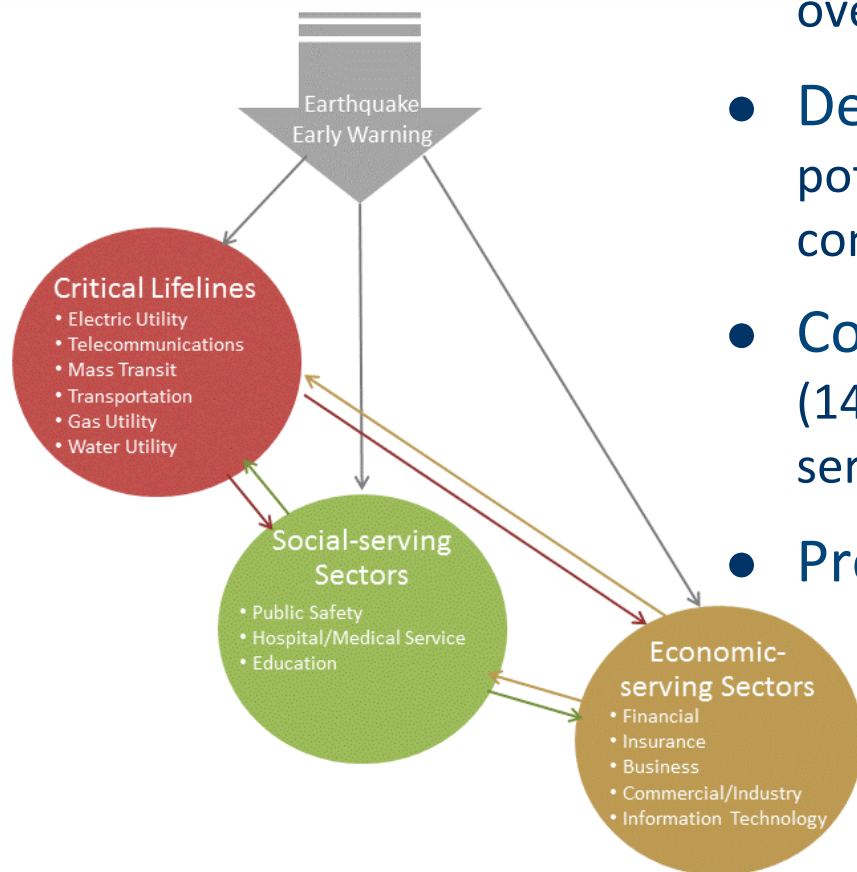 Earthquake
Early Warning
Critical Lifelines
• Electric Utility
• Telecommunications
• Mass Transit
• Transportation
• Gas Utility
• Water Utility
Social-serving
Sectors
• Public Safety
• Hospital/Medical Service
• Education
Economic-
serving Sectors
• Financial
• Insurance
• Business
• Commercial/Industry
• Information Technology
●
●
(14
●